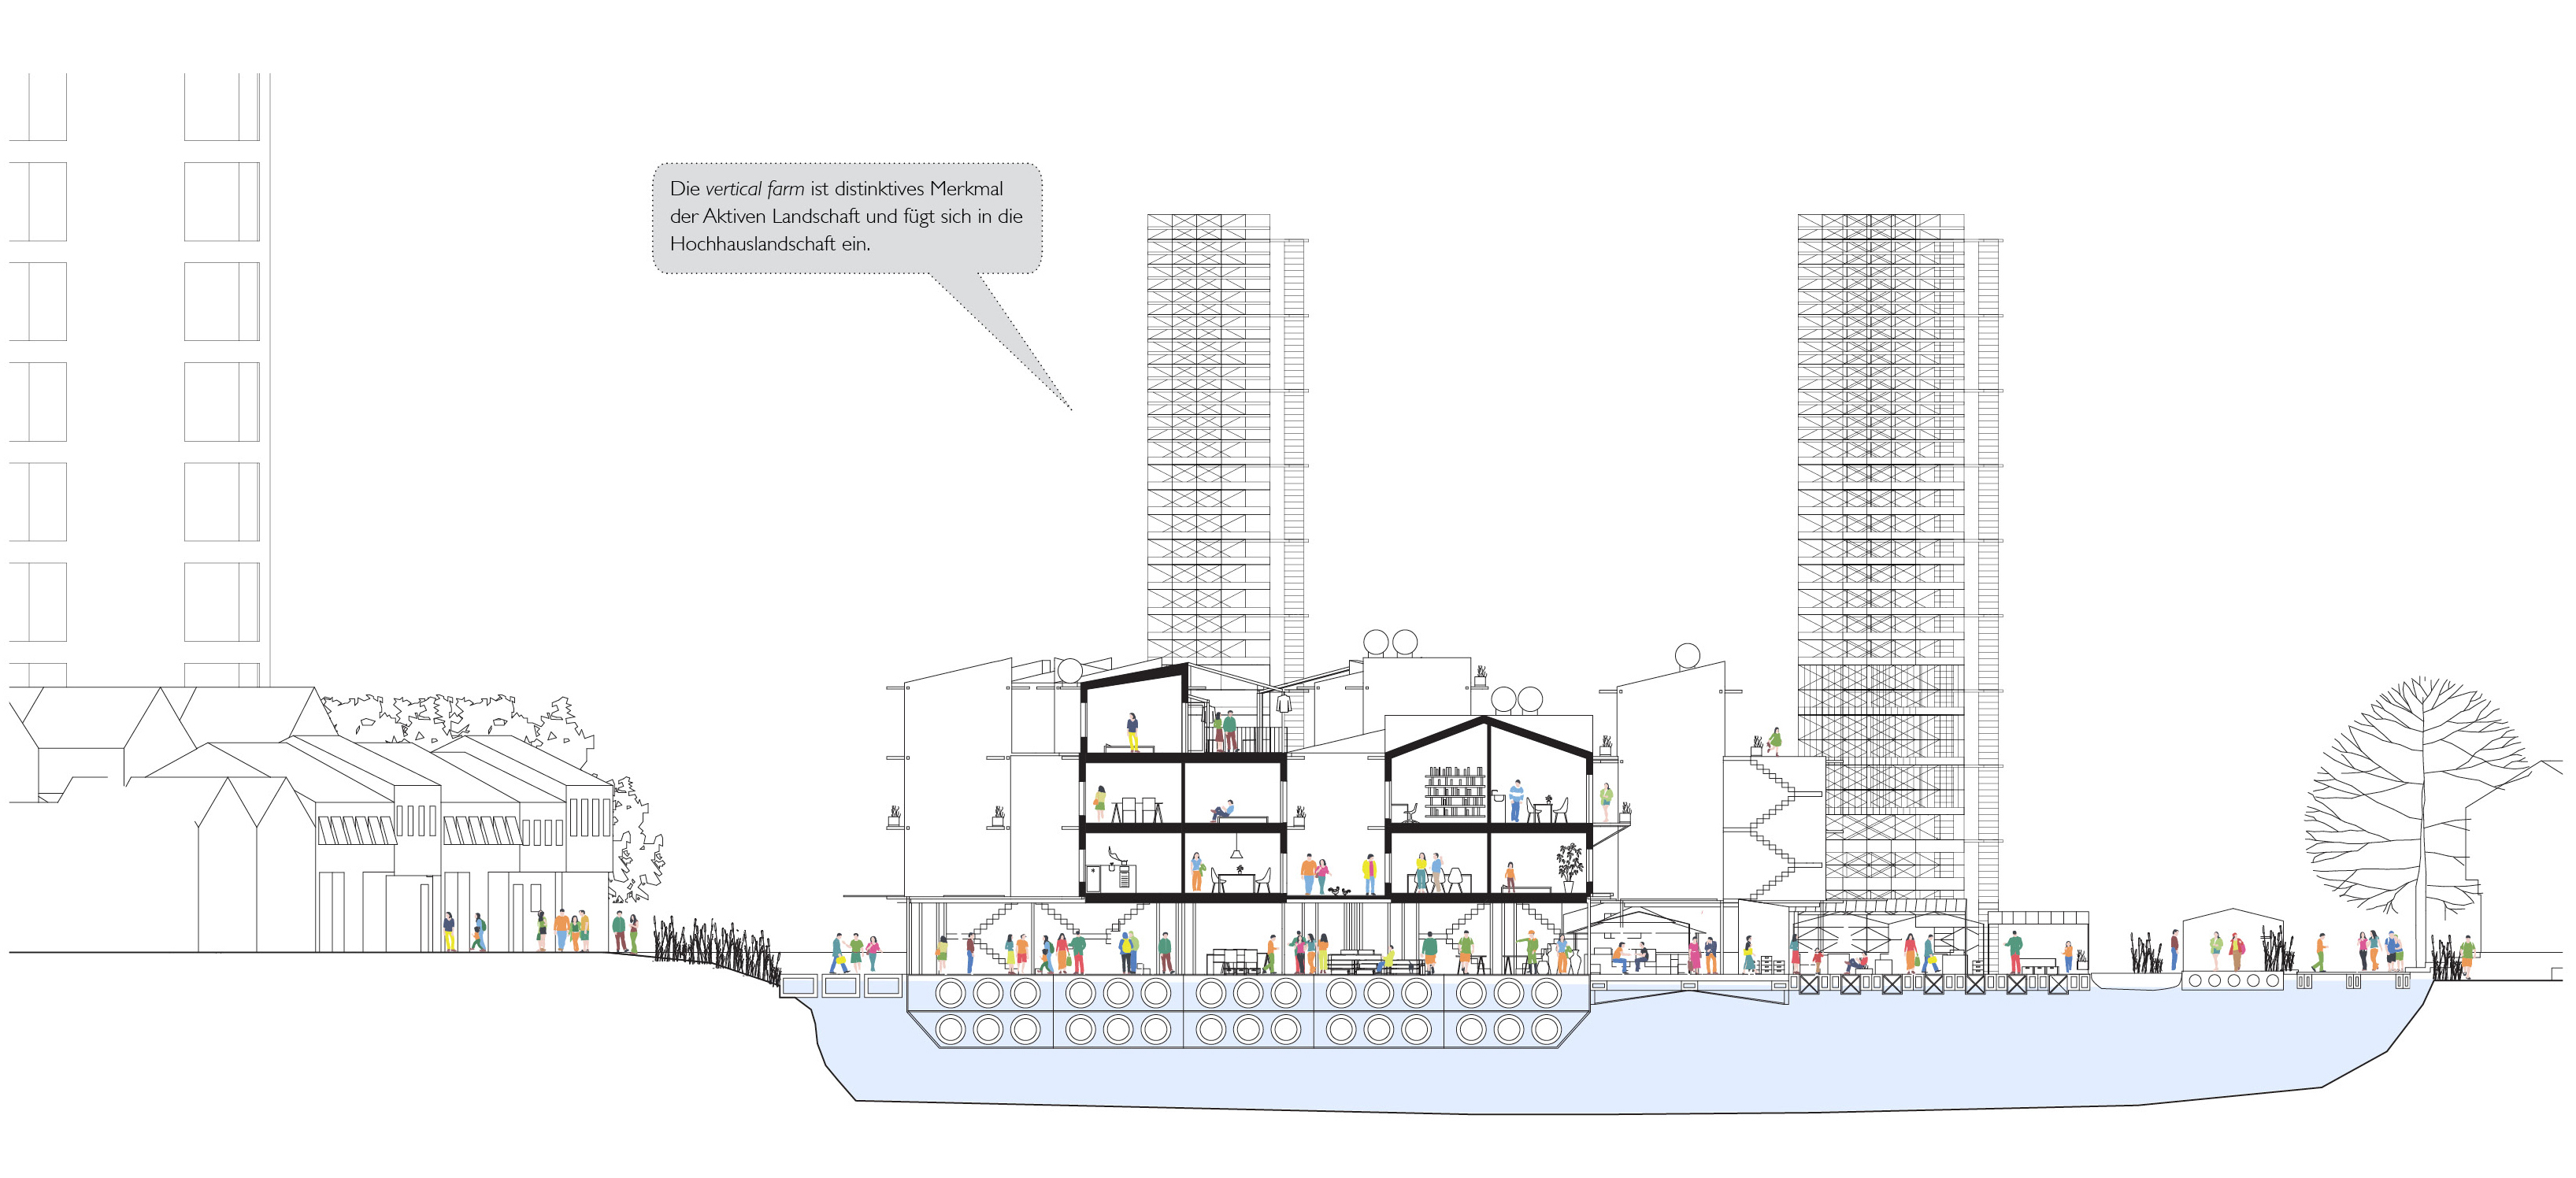 Die vertical farm ist distinktives Merkmal
der Aktiven Landschaft und fügt sich in die
Hochhauslandschaft ein.